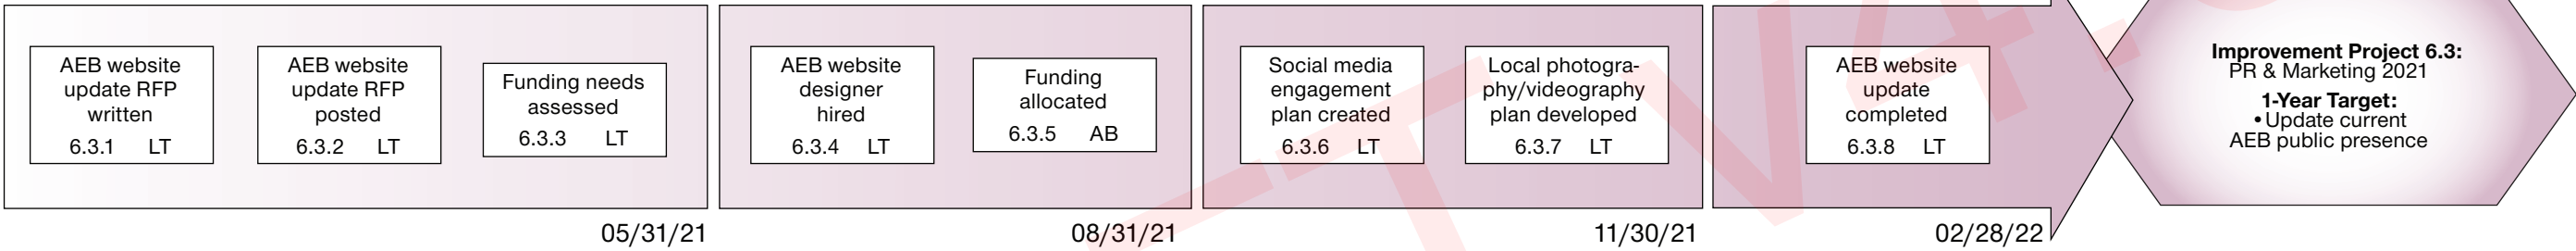 AEB website
update RFP
written
6.3.1 LT
AEB website
update RFP
posted
6.3.2 LT
Funding needs
assessed
6.3.3 LT
05/31/21
AEB website
designer
hired
6.3.4 LT
Funding
allocated
6.3.5 AB
08/31/21
Social media
engagement
plan created
6.3.6 LT
Local photogra-
phy/videography
plan developed
6.3.7 LT
11/30/21
AEB website
update
completed
6.3.8 LT
02/28/22
Improvement Project 6.3:
PR & Marketing 2021
1-Year Target:
• Update current
AEB public presence